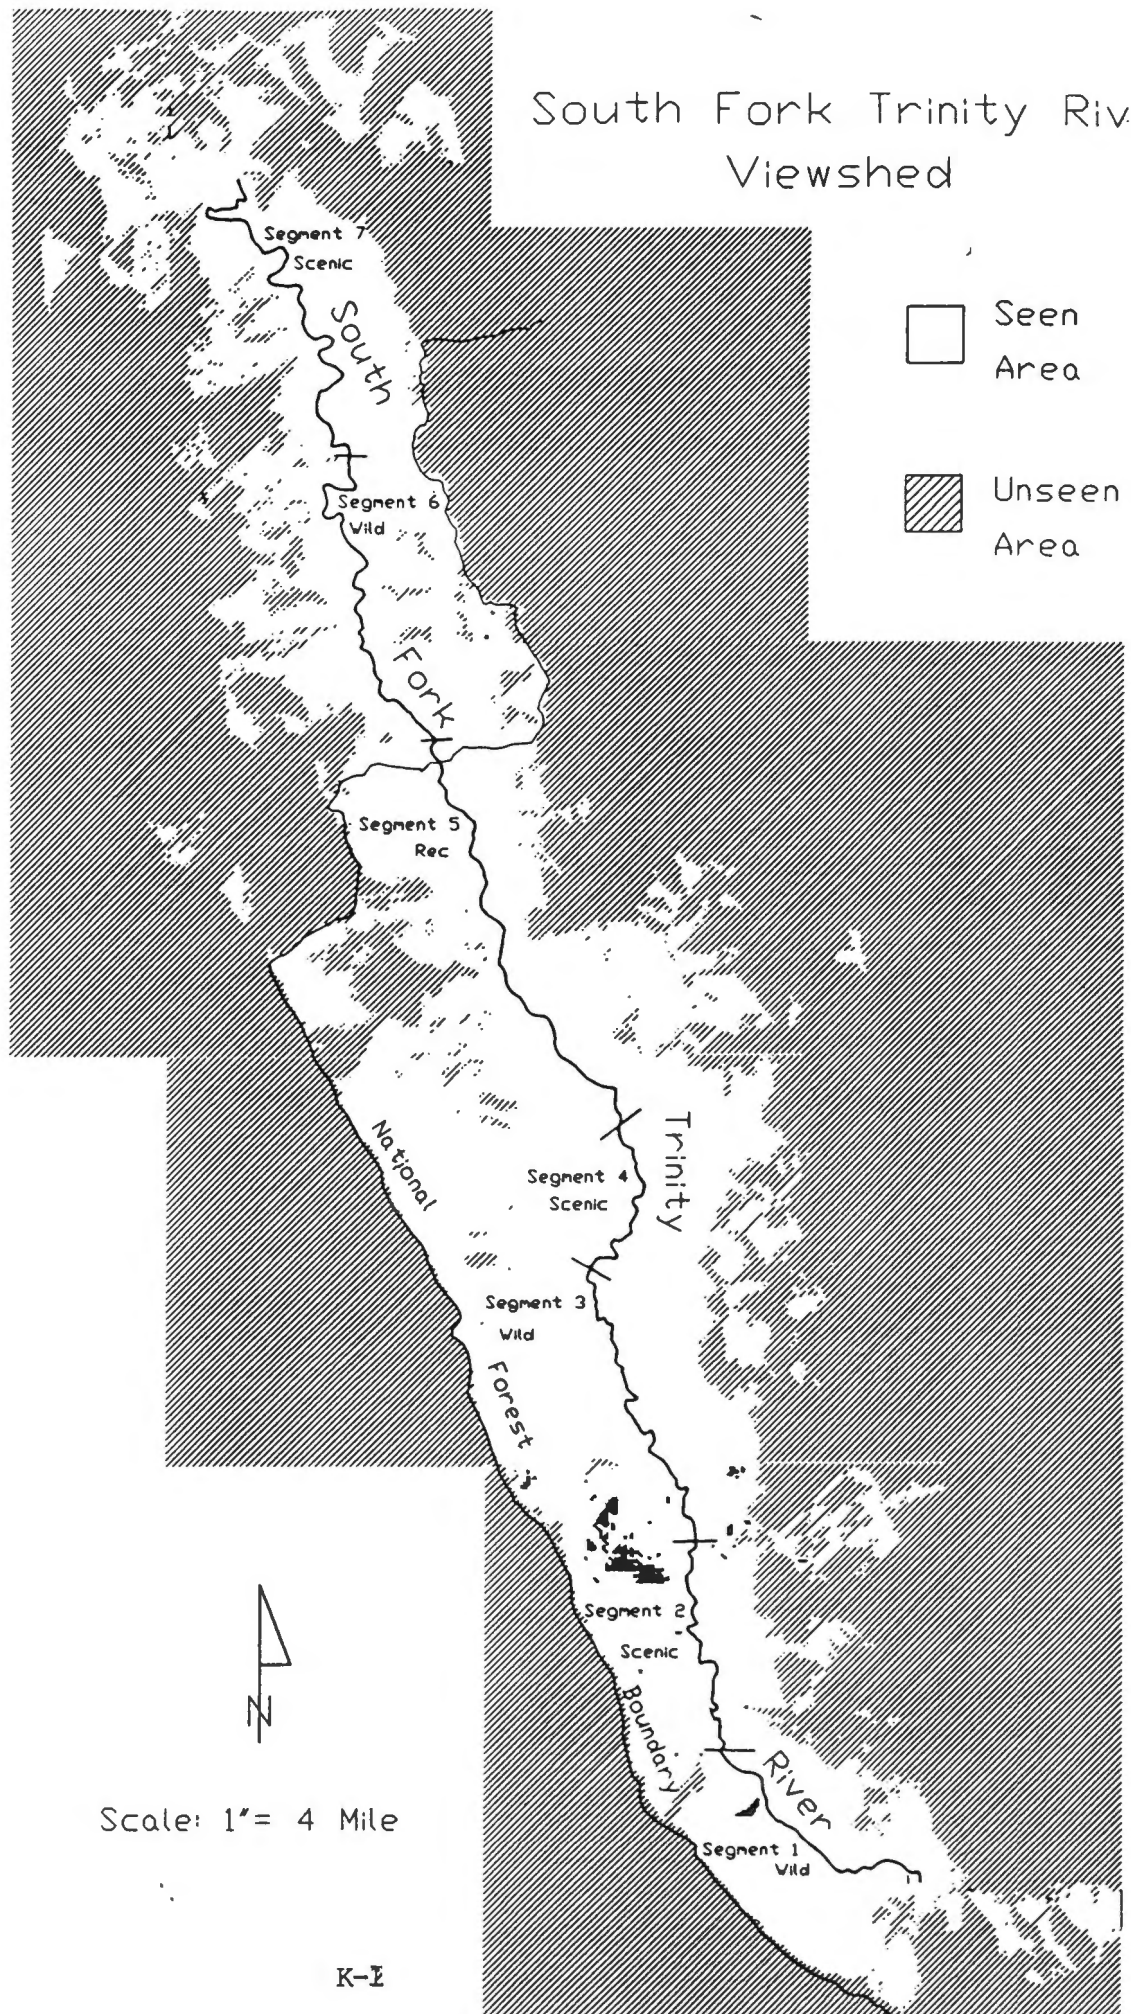 South Fork Trinity Riv
Viewshed
Seen
Area
Unseen
Area
Segment 7
Scenic
South
Segment 6
Wild
Fork
Segment 5
Rec
National
Trinity
Segment 4
Scenic
Segment 3
Wild
Forest
Segment 2
Scenic
Boundary
River
Segment 1
Wild
N
Scale: 1"= 4 Mile